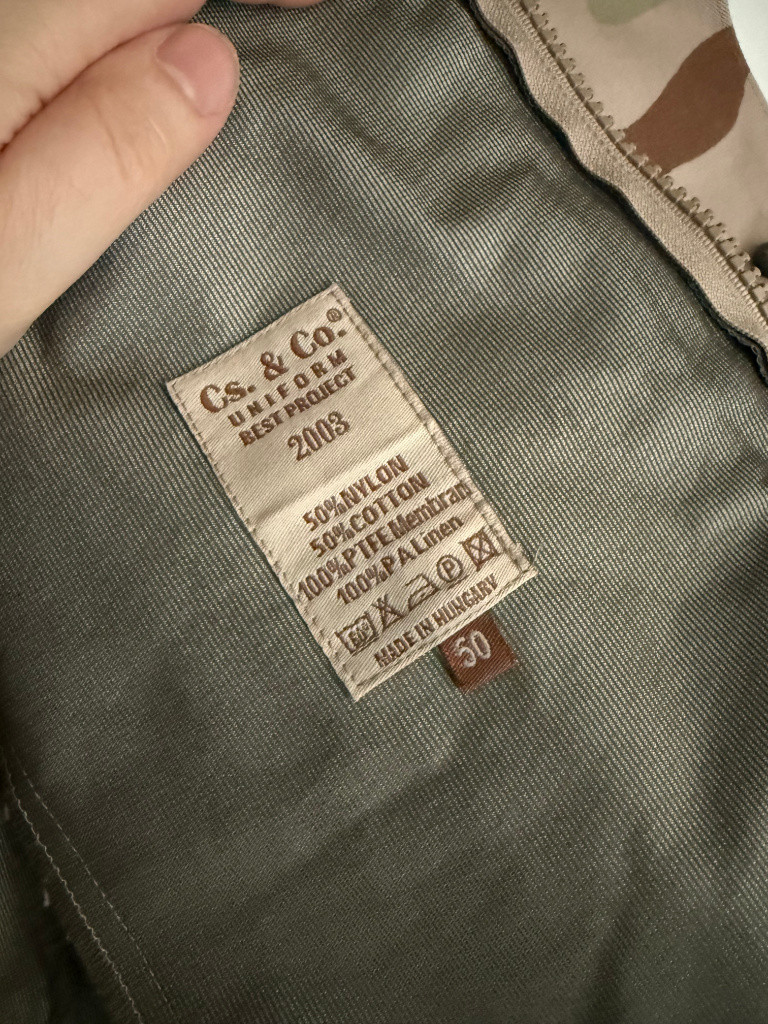 Cs. & Co.®
UNIFORM
BEST PROJECT
2003
50%NYLON
50%COTTON
100%PTFE Membran
100%PA Linen
60° P
MADE IN HUNGARY
50